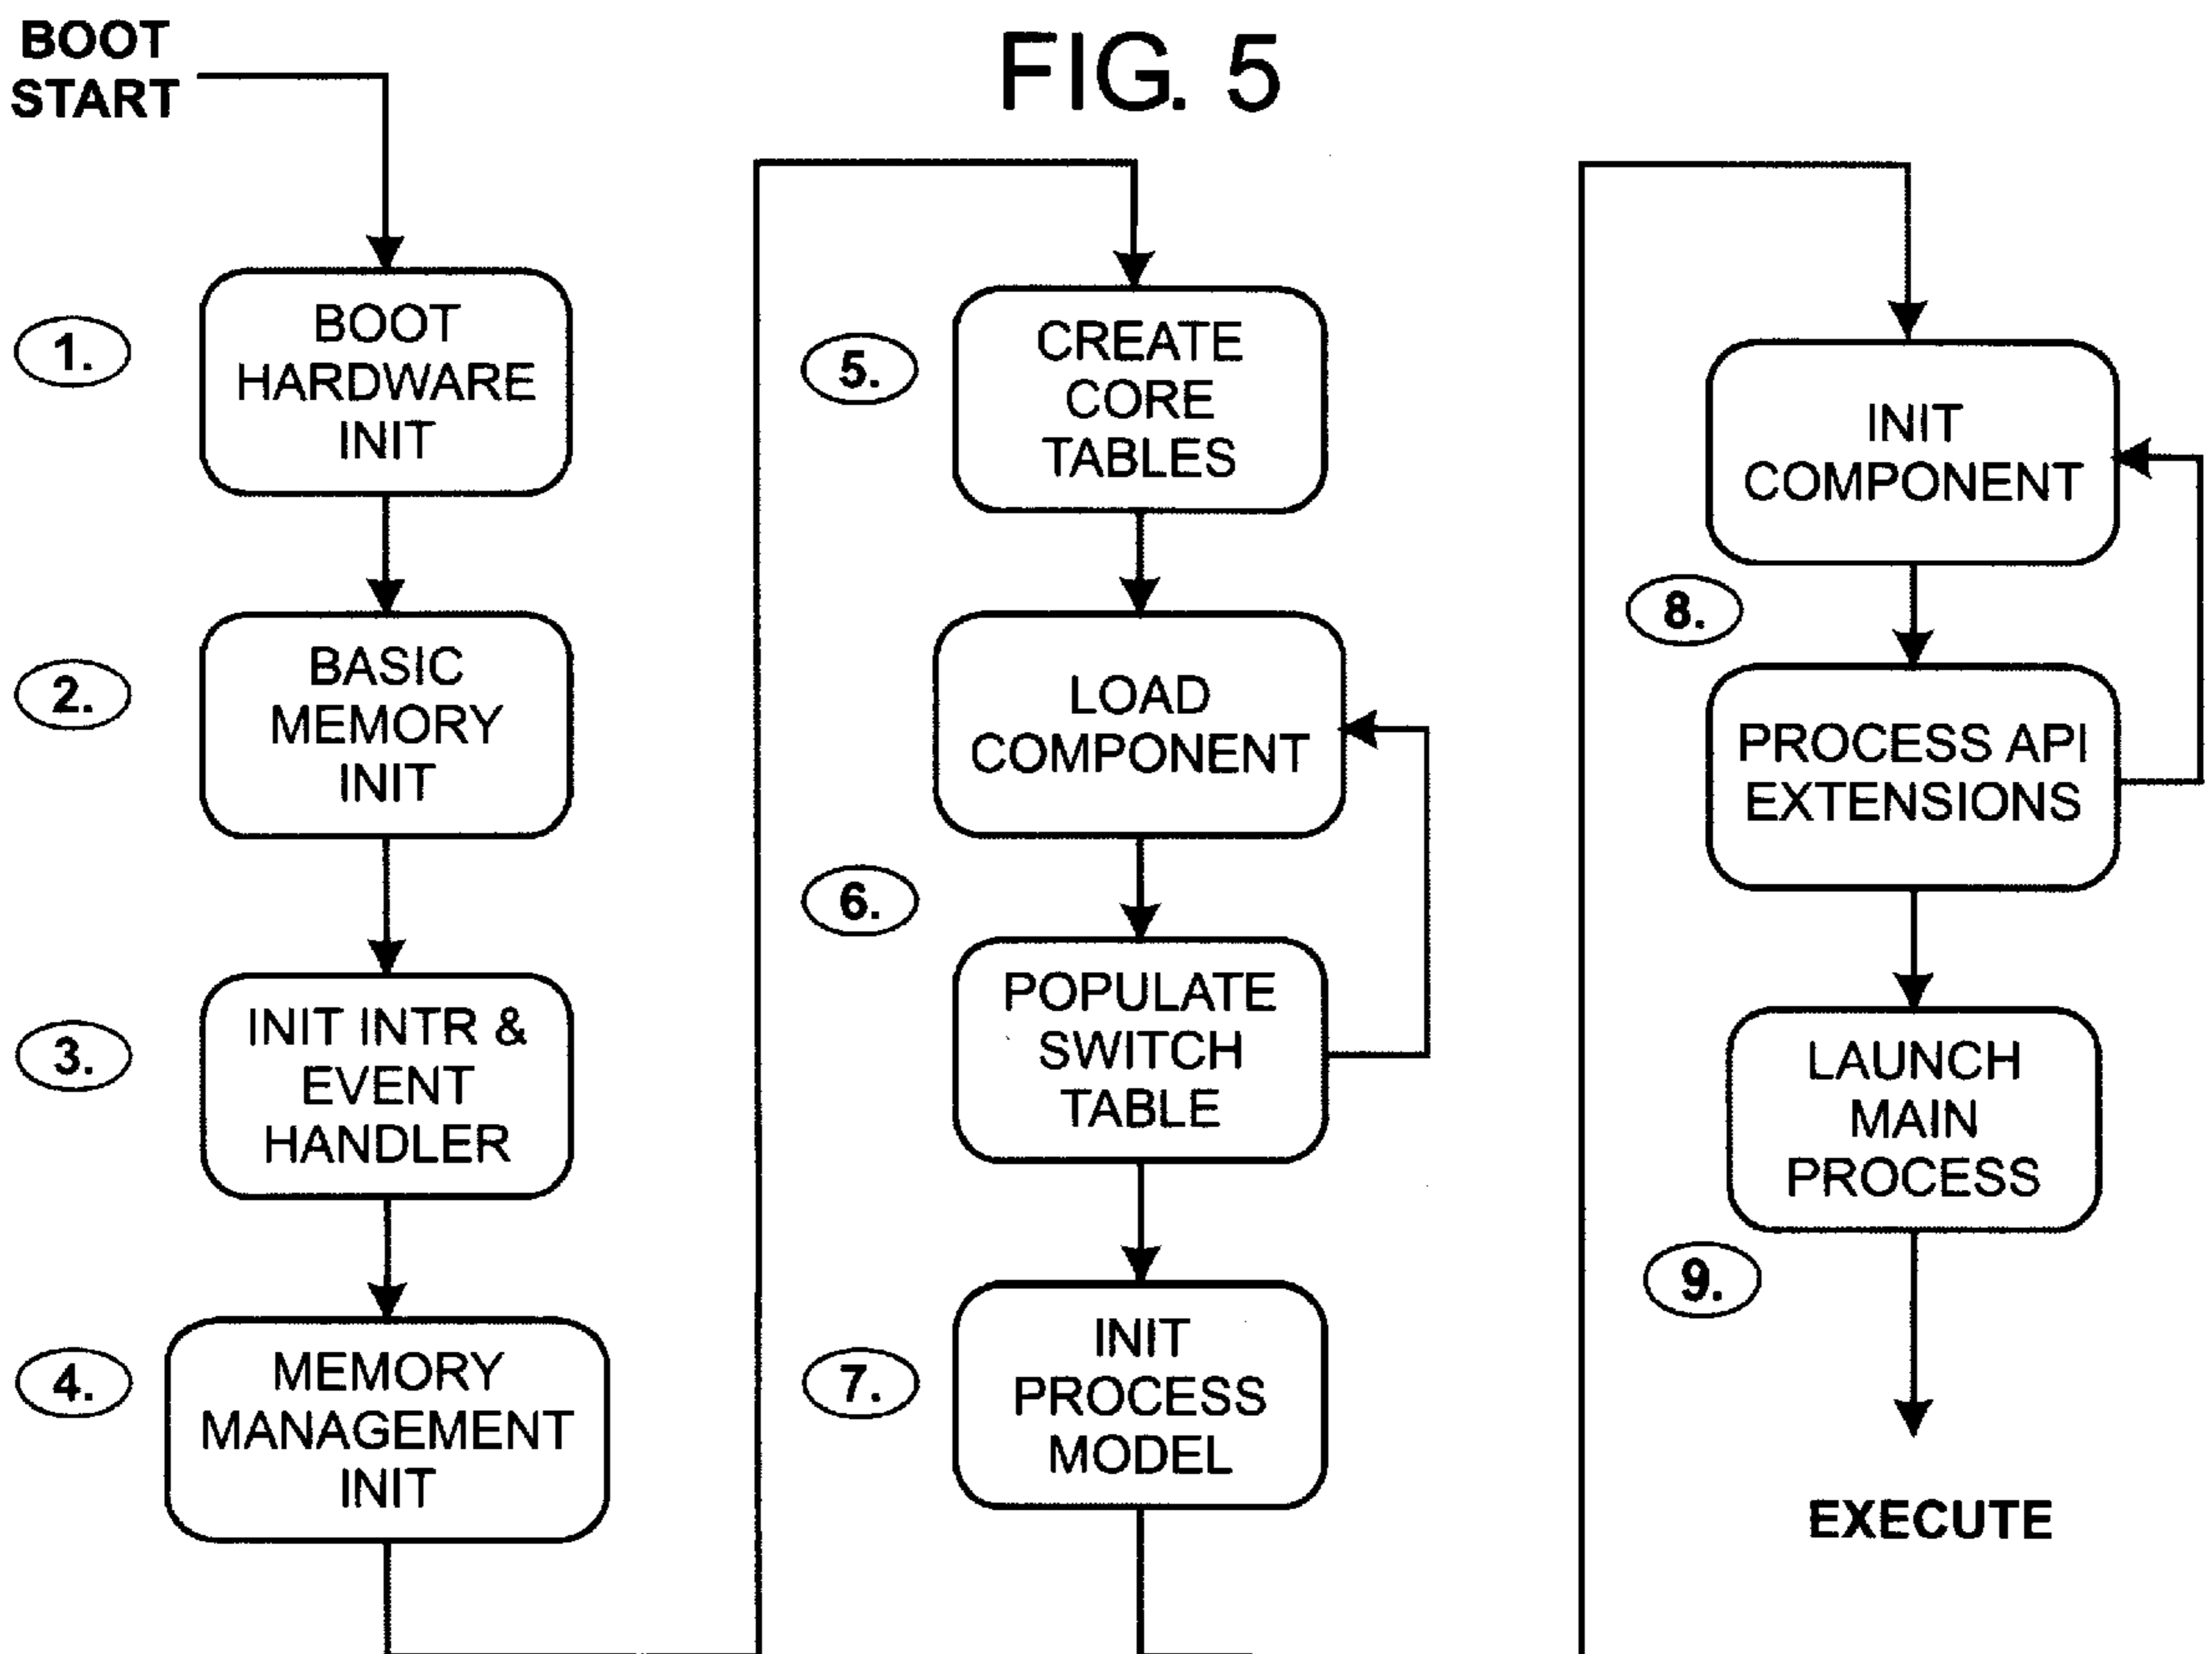 BOOT
START
FIG. 5
1.
BOOT
HARDWARE
INIT
2.
BASIC
MEMORY
INIT
3.
INIT INTR &
EVENT
HANDLER
4.
MEMORY
MANAGEMENT
INIT
5.
CREATE
CORE
TABLES
LOAD
COMPONENT
6.
POPULATE
SWITCH
TABLE
7.
INIT
PROCESS
MODEL
INIT
COMPONENT
8.
PROCESS API
EXTENSIONS
LAUNCH
MAIN
PROCESS
9.
EXECUTE